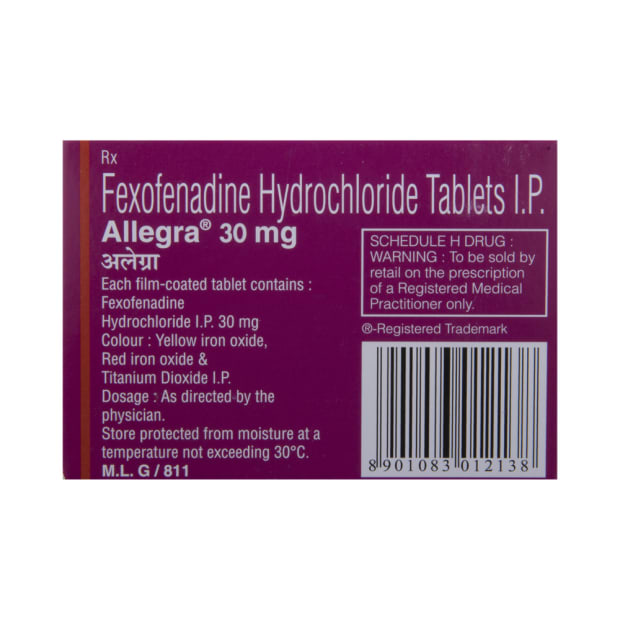 Rx
Fexofenadine Hydrochloride Tablets I.P.
Allegra® 30 mg
अलेग्रा
Each film-coated tablet contains :
Fexofenadine
Hydrochloride I.P. 30 mg
Colour : Yellow iron oxide,
Red iron oxide &
Titanium Dioxide I.P.
Dosage : As directed by the
physician.
Store protected from moisture at a
temperature not exceeding 30°C.
M.L. G / 811
SCHEDULE H DRUG :
WARNING : To be sold by
retail on the prescription
of a Registered Medical
Practitioner only.
®-Registered Trademark
8 901083 012138